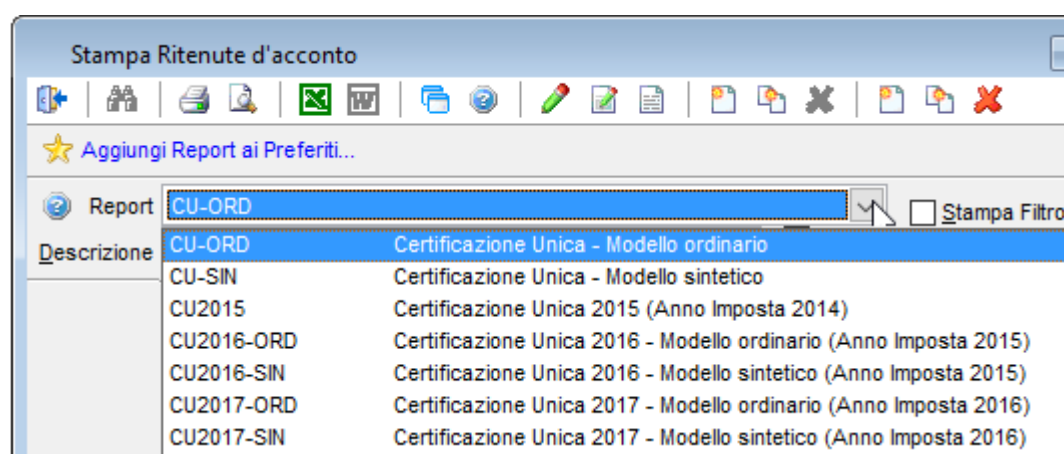 Stampa Ritenute d'acconto
Aggiungi Report ai Preferiti...
Report CU-ORD Stampa Filtro
Descrizione CU-ORD Certificazione Unica - Modello ordinario
CU-SIN Certificazione Unica - Modello sintetico
CU2015 Certificazione Unica 2015 (Anno Imposta 2014)
CU2016-ORD Certificazione Unica 2016 - Modello ordinario (Anno Imposta 2015)
CU2016-SIN Certificazione Unica 2016 - Modello sintetico (Anno Imposta 2015)
CU2017-ORD Certificazione Unica 2017 - Modello ordinario (Anno Imposta 2016)
CU2017-SIN Certificazione Unica 2017 - Modello sintetico (Anno Imposta 2016)